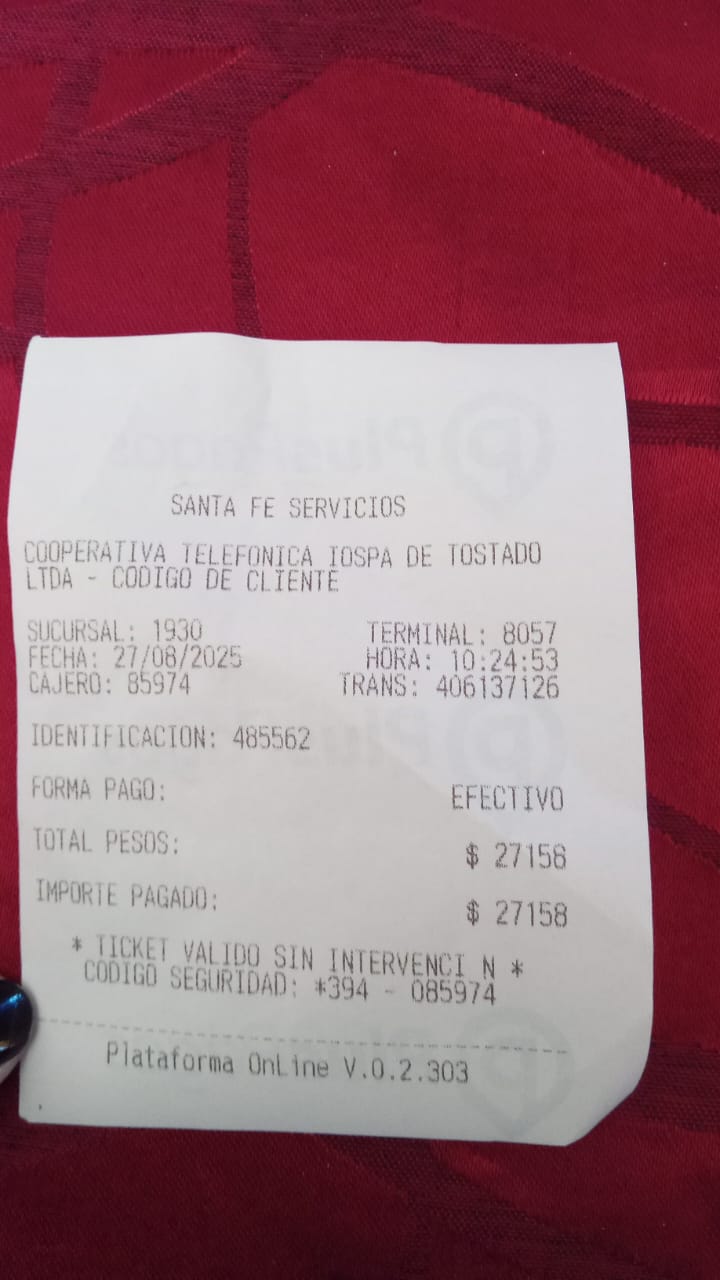 SANTA FE SERVICIOS
COOPERATIVA TELEFONICA IOSPA DE TOSTADO
LTDA - CODIGO DE CLIENTE
SUCURSAL: 1930 TERMINAL: 8057
FECHA: 27/08/2025 HORA: 10:24:53
CAJERO: 85974 TRANS: 406137126
IDENTIFICACION: 485562
FORMA PAGO: EFECTIVO
TOTAL PESOS: $ 27158
IMPORTE PAGADO: $ 27158
* TICKET VALIDO SIN INTERVENCI N *
CODIGO SEGURIDAD: *394 - 085974
Plataforma OnLine V.0.2.303